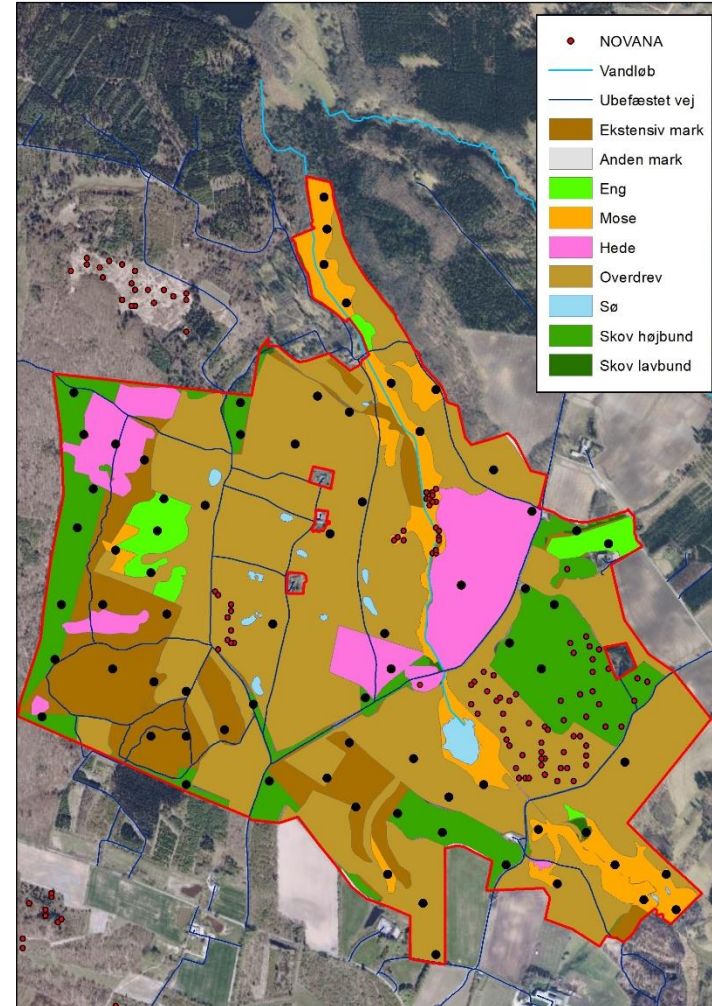 NOVANA
Vandløb
Ubefæstet vej
Ekstensiv mark
Anden mark
Eng
Mose
Hede
Overdrev
Sø
Skov højbund
Skov lavbund